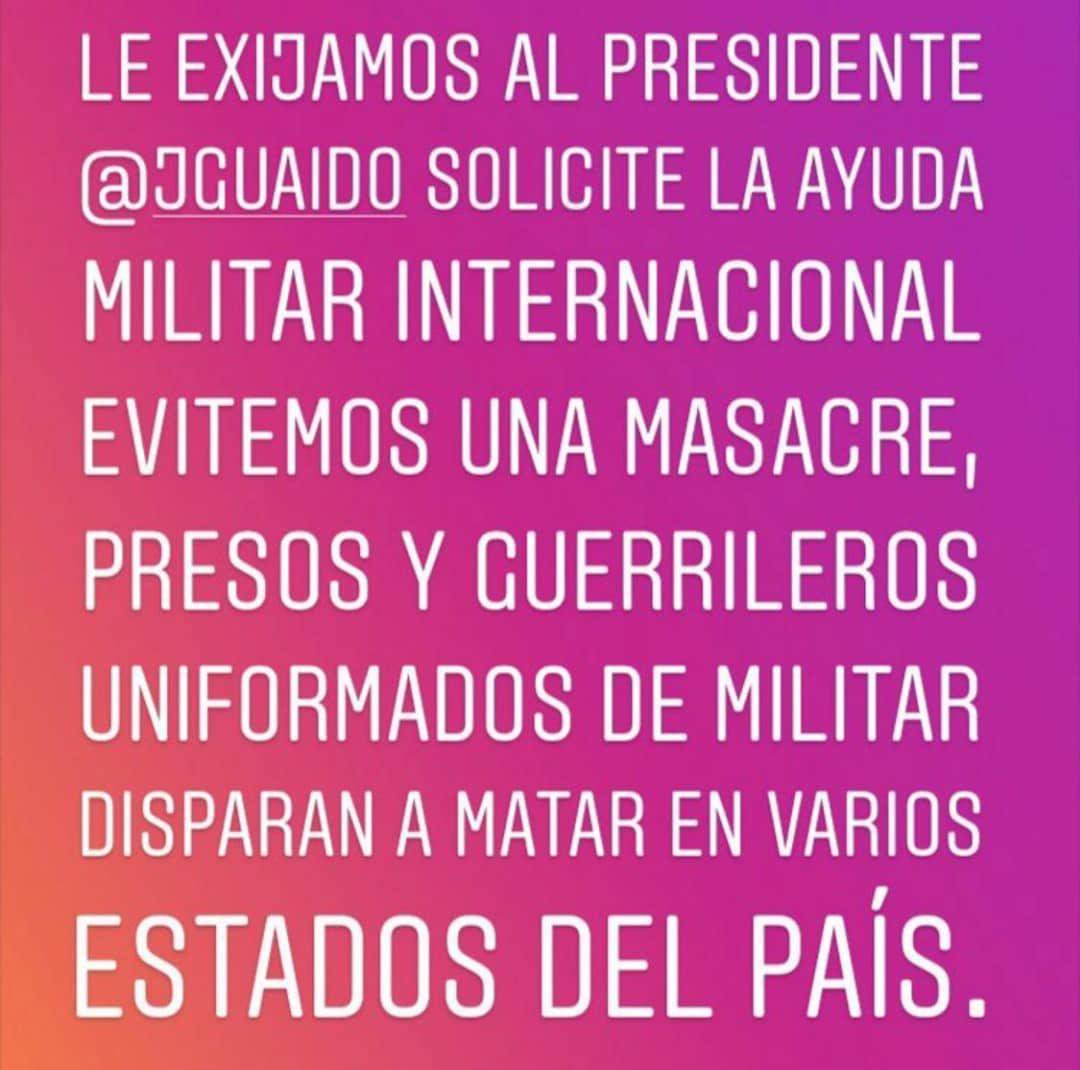 LE EXIJAMOS AL PRESIDENTE
@JGUAIDO SOLICITE LA AYUDA
MILITAR INTERNACIONAL
EVITEMOS UNA MASACRE,
PRESOS Y GUERRILEROS
UNIFORMADOS DE MILITAR
DISPARAN A MATAR EN VARIOS
ESTADOS DEL PAÍS.